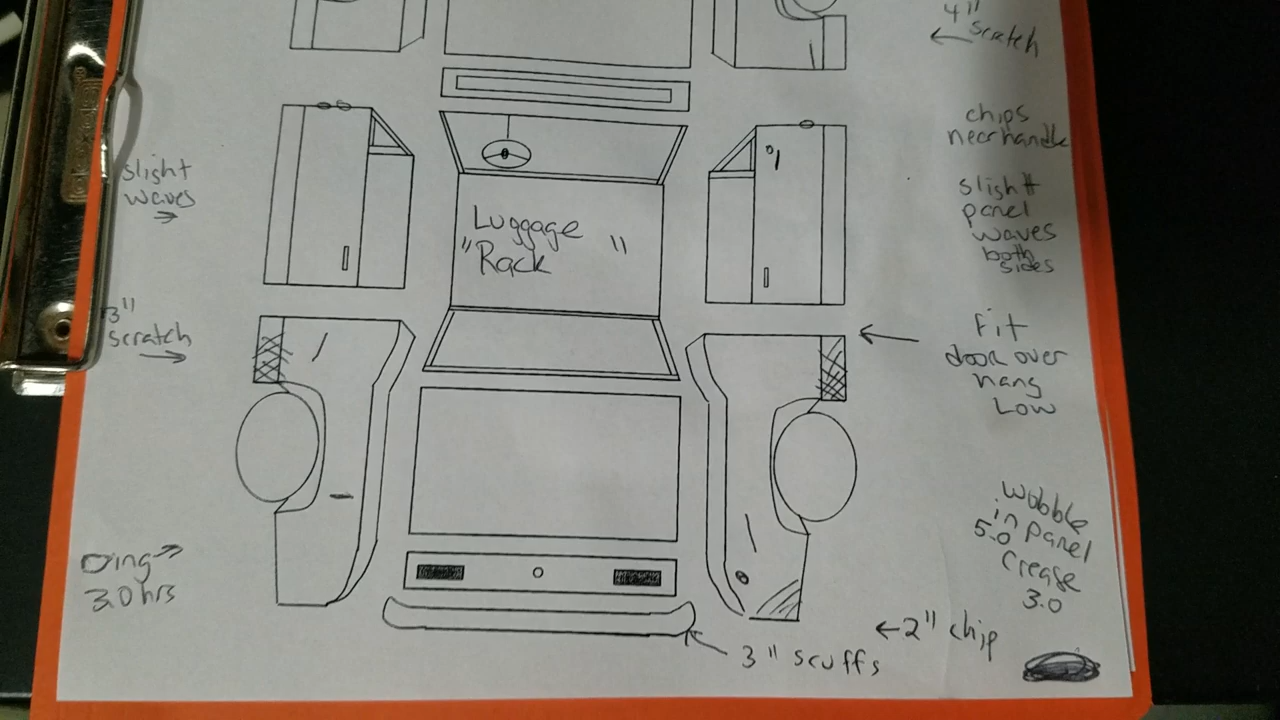 4"
scratch
chips
near handle
slight
waves
slight
panel
waves
both
sides
Luggage
" Rack "
3"
scratch
Fit
door over
hang
Low
Wobble
in panel
5.0
Crease
3.0
Ding
3.0 hrs
2" chip
3" scuffs